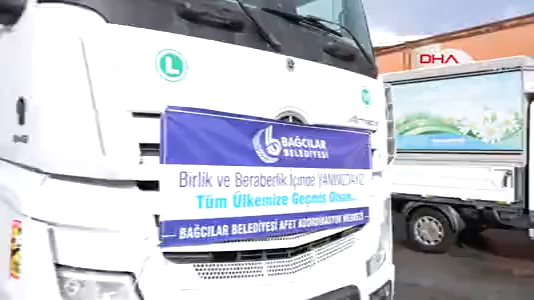 DHA
L
BAĞCILAR
BELEDİYESİ
Birlik ve Beraberlik İçinde YANINIZDAYIZ
Tüm Ülkemize Geçmiş Olsun...
BAĞCILAR BELEDİYESİ AFET KOORDİNASYON MERKEZİ